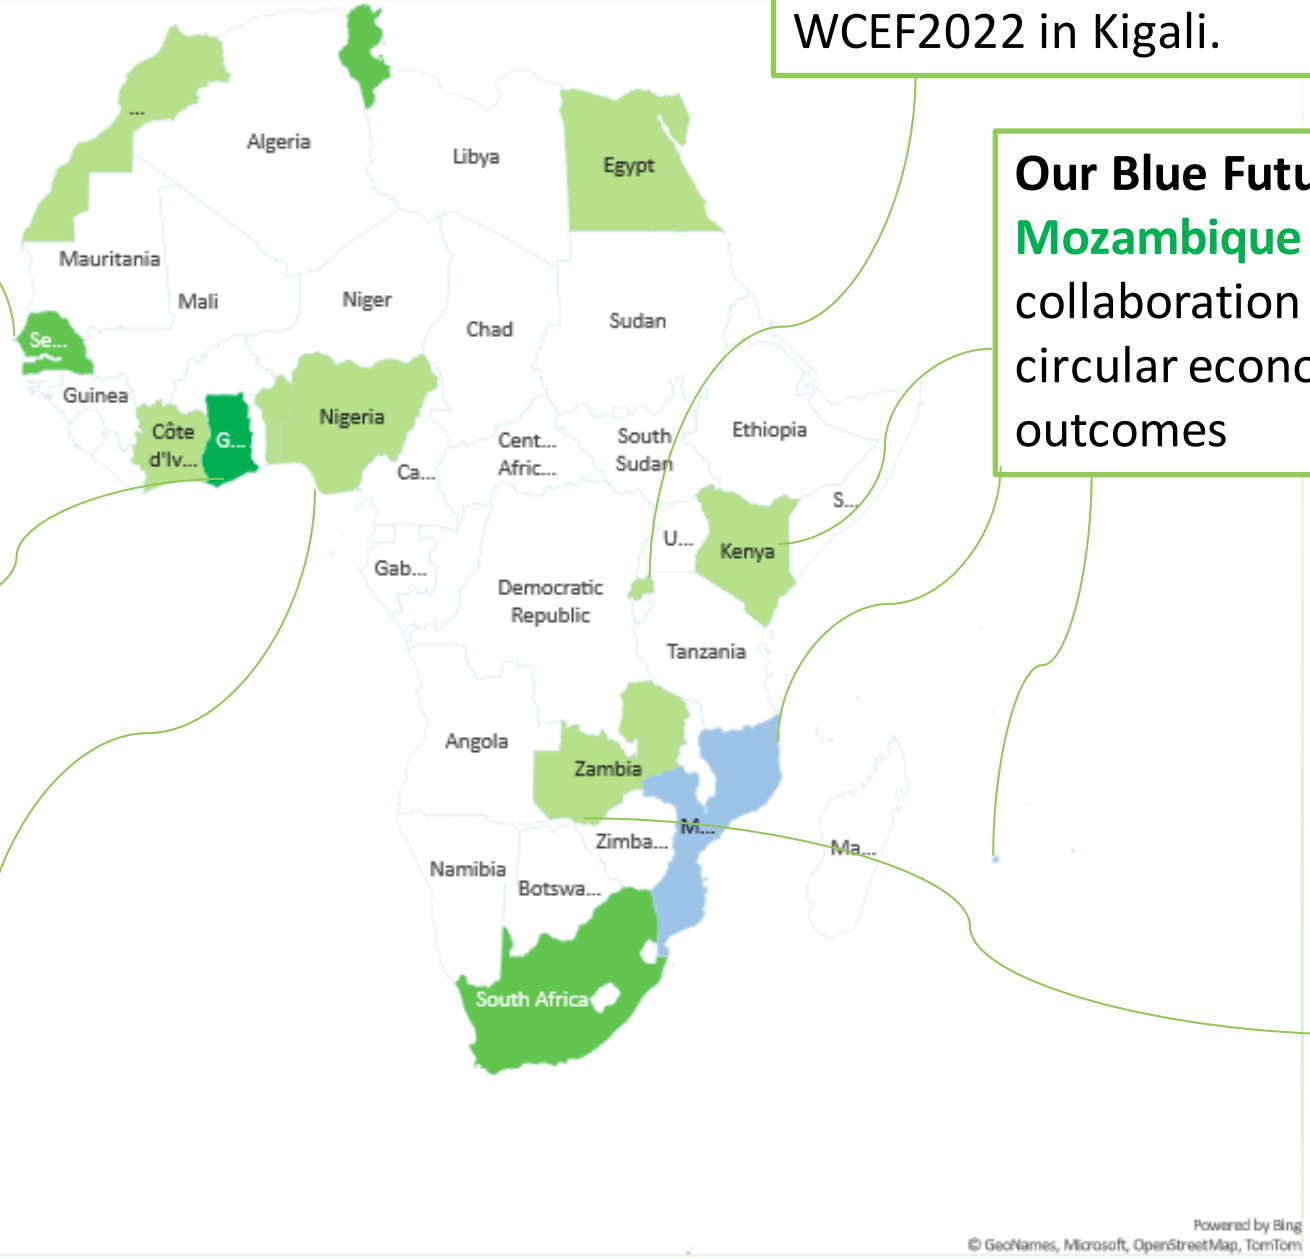 WCEF2022 in Kigali.
Our Blue Futu
Mozambique
collaboration
circular econo
outcomes
...
Algeria
Libya
Egypt
Mauritania
Mali
Niger
Chad
Sudan
Se...
Guinea
Côte
d'Iv...
G...
Nigeria
Ca...
Cent...
Afric...
South
Sudan
Ethiopia
S...
U...
Kenya
Gab...
Democratic
Republic
Tanzania
Angola
Zambia
M...
Zimba...
Ma...
Namibia
Botswa...
South Africa
Powered by Bing
© GeoNames, Microsoft, OpenStreetMap, TomTom